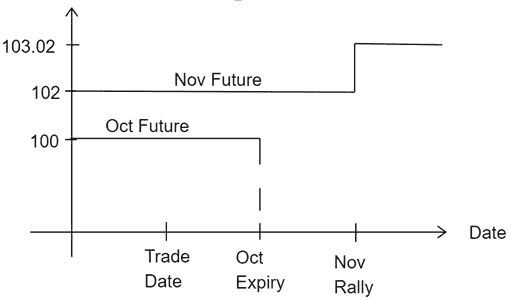 103.02
Nov Future
102
Oct Future
100
Date
Trade
Date
Oct
Expiry
Nov
Rally